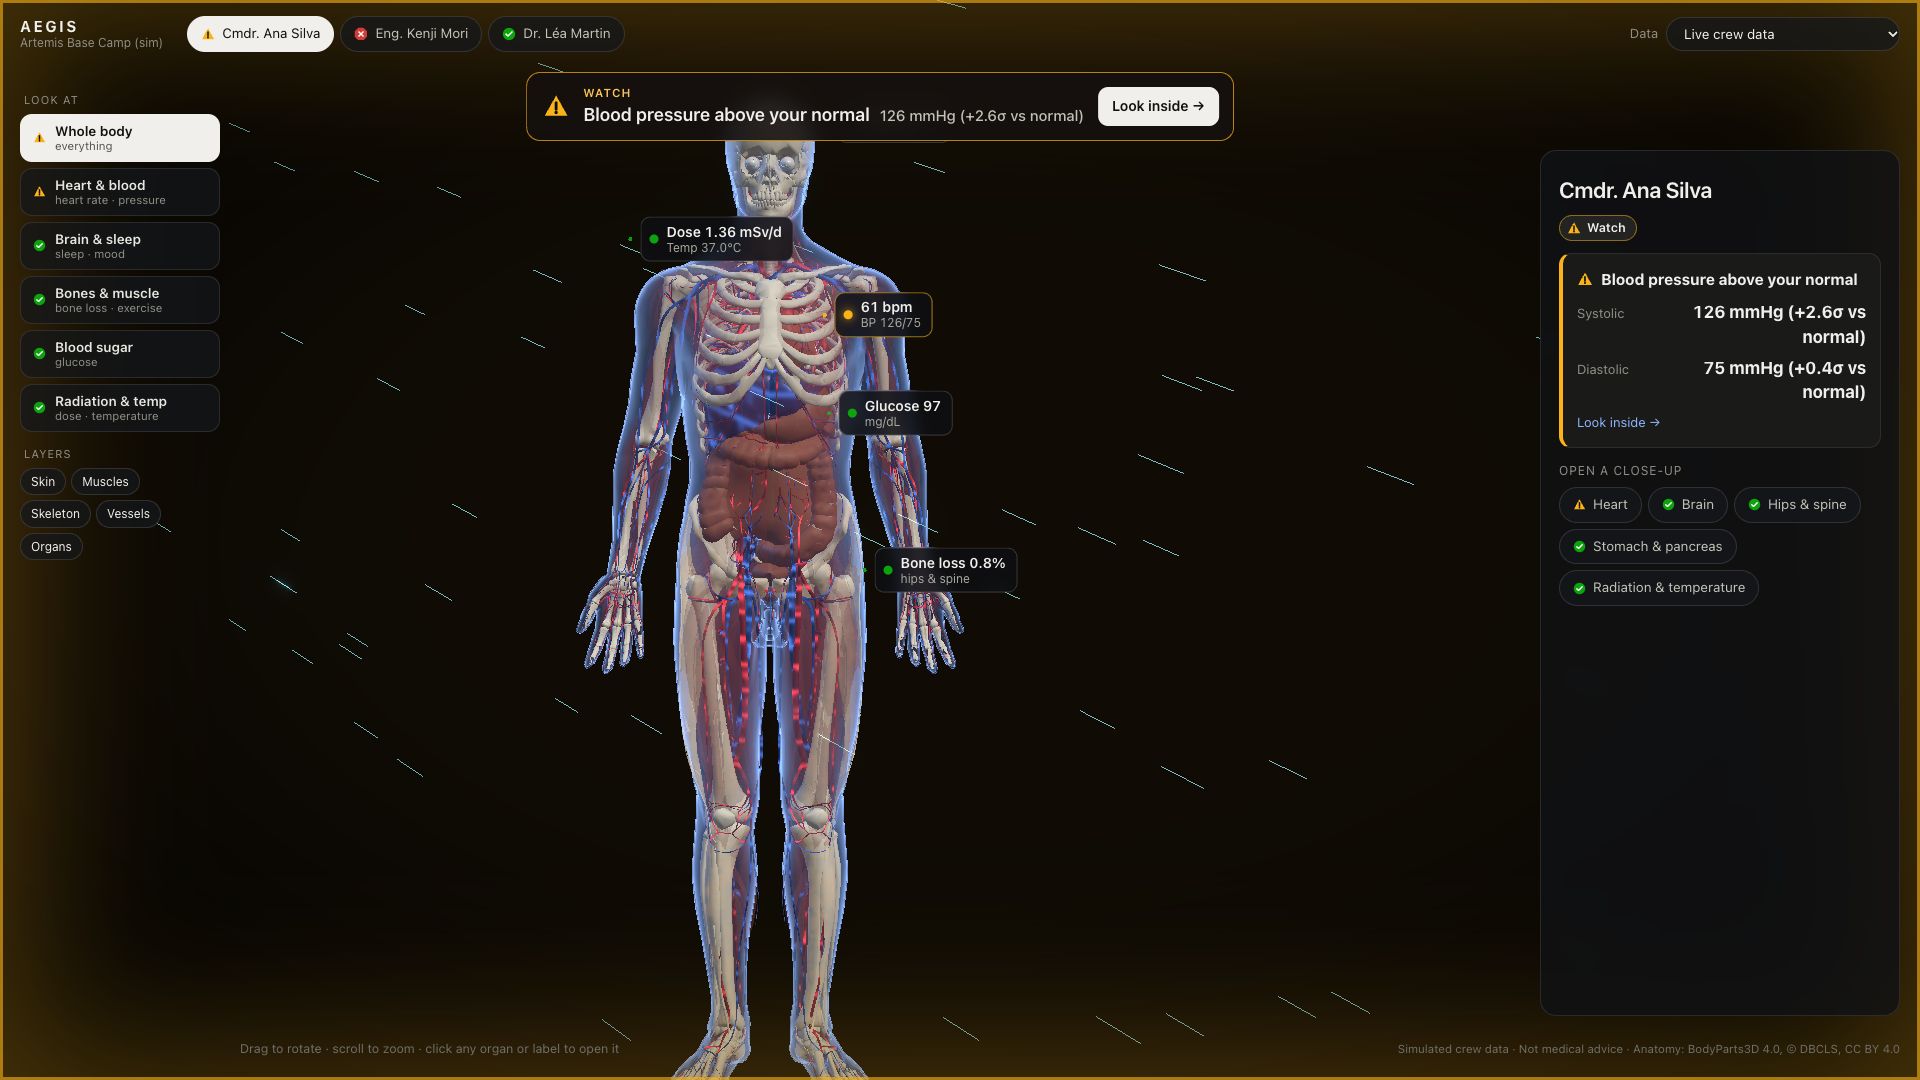 AEGIS
Artemis Base Camp (sim)
Cmdr. Ana Silva
Eng. Kenji Mori
Dr. Léa Martin
Data
Live crew data
WATCH
Blood pressure above your normal 126 mmHg (+2.6σ vs normal)
Look inside →
LOOK AT
Whole body
everything
Heart & blood
heart rate · pressure
Brain & sleep
sleep · mood
Bones & muscle
bone loss · exercise
Blood sugar
glucose
Radiation & temp
dose · temperature
LAYERS
Skin
Muscles
Skeleton
Vessels
Organs
Dose 1.36 mSv/d
Temp 37.0°C
61 bpm
BP 126/75
Glucose 97
mg/dL
Bone loss 0.8%
hips & spine
Cmdr. Ana Silva
Watch
Blood pressure above your normal
Systolic
126 mmHg (+2.6σ vs
normal)
Diastolic
75 mmHg (+0.4σ vs
normal)
Look inside →
OPEN A CLOSE-UP
Heart
Brain
Hips & spine
Stomach & pancreas
Radiation & temperature
Drag to rotate · scroll to zoom · click any organ or label to open it
Simulated crew data · Not medical advice · Anatomy: BodyParts3D 4.0, © DBCLS, CC BY 4.0